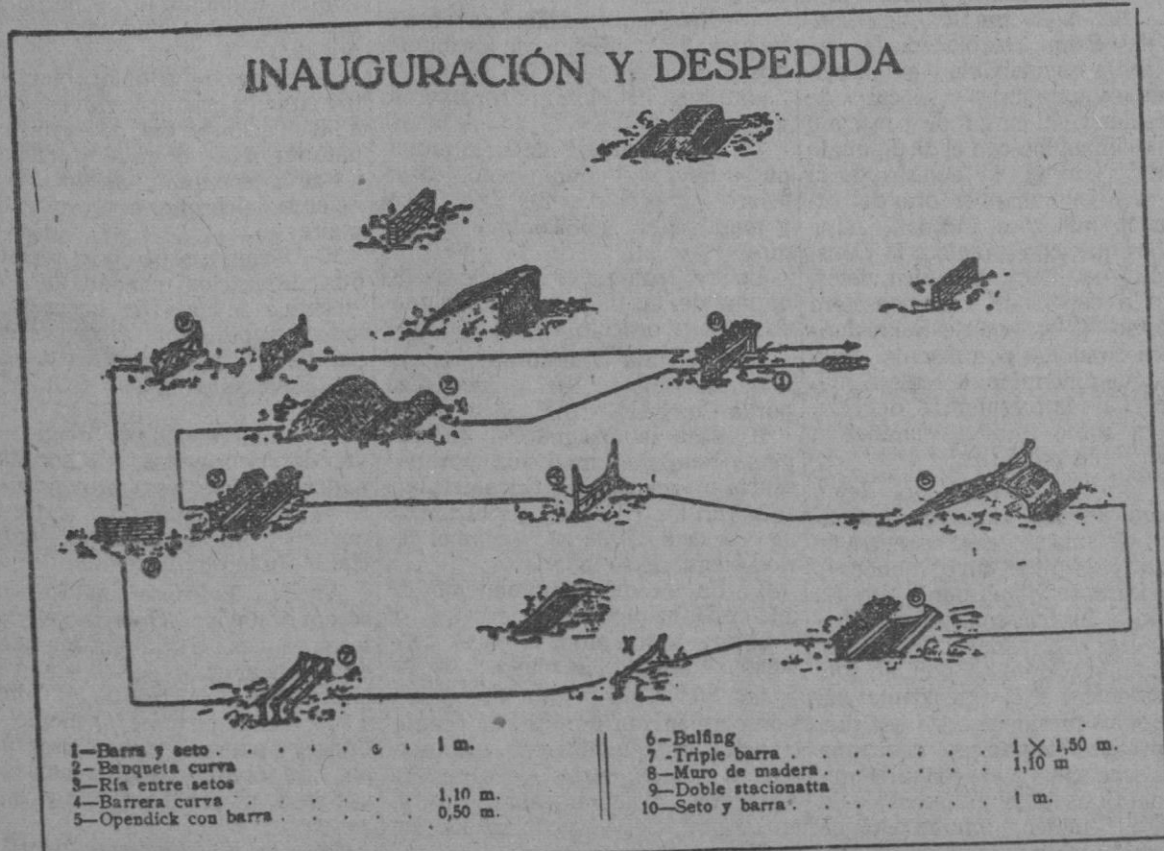 INAUGURACIÓN Y DESPEDIDA
1—Barra y seto . . . . . . . 1 m.
2—Banqueta curva
3—Ría entre setos
4—Barrera curva . . . . . . 1,10 m.
5—Opendick con barra . . . . . 0,50 m.
6—Bulfing
7 -Triple barra . . . . . . 1 X 1,50 m.
8—Muro de madera . . . . . . 1,10 m
9—Doble stacionatta
10—Seto y barra . . . . . . 1 m.